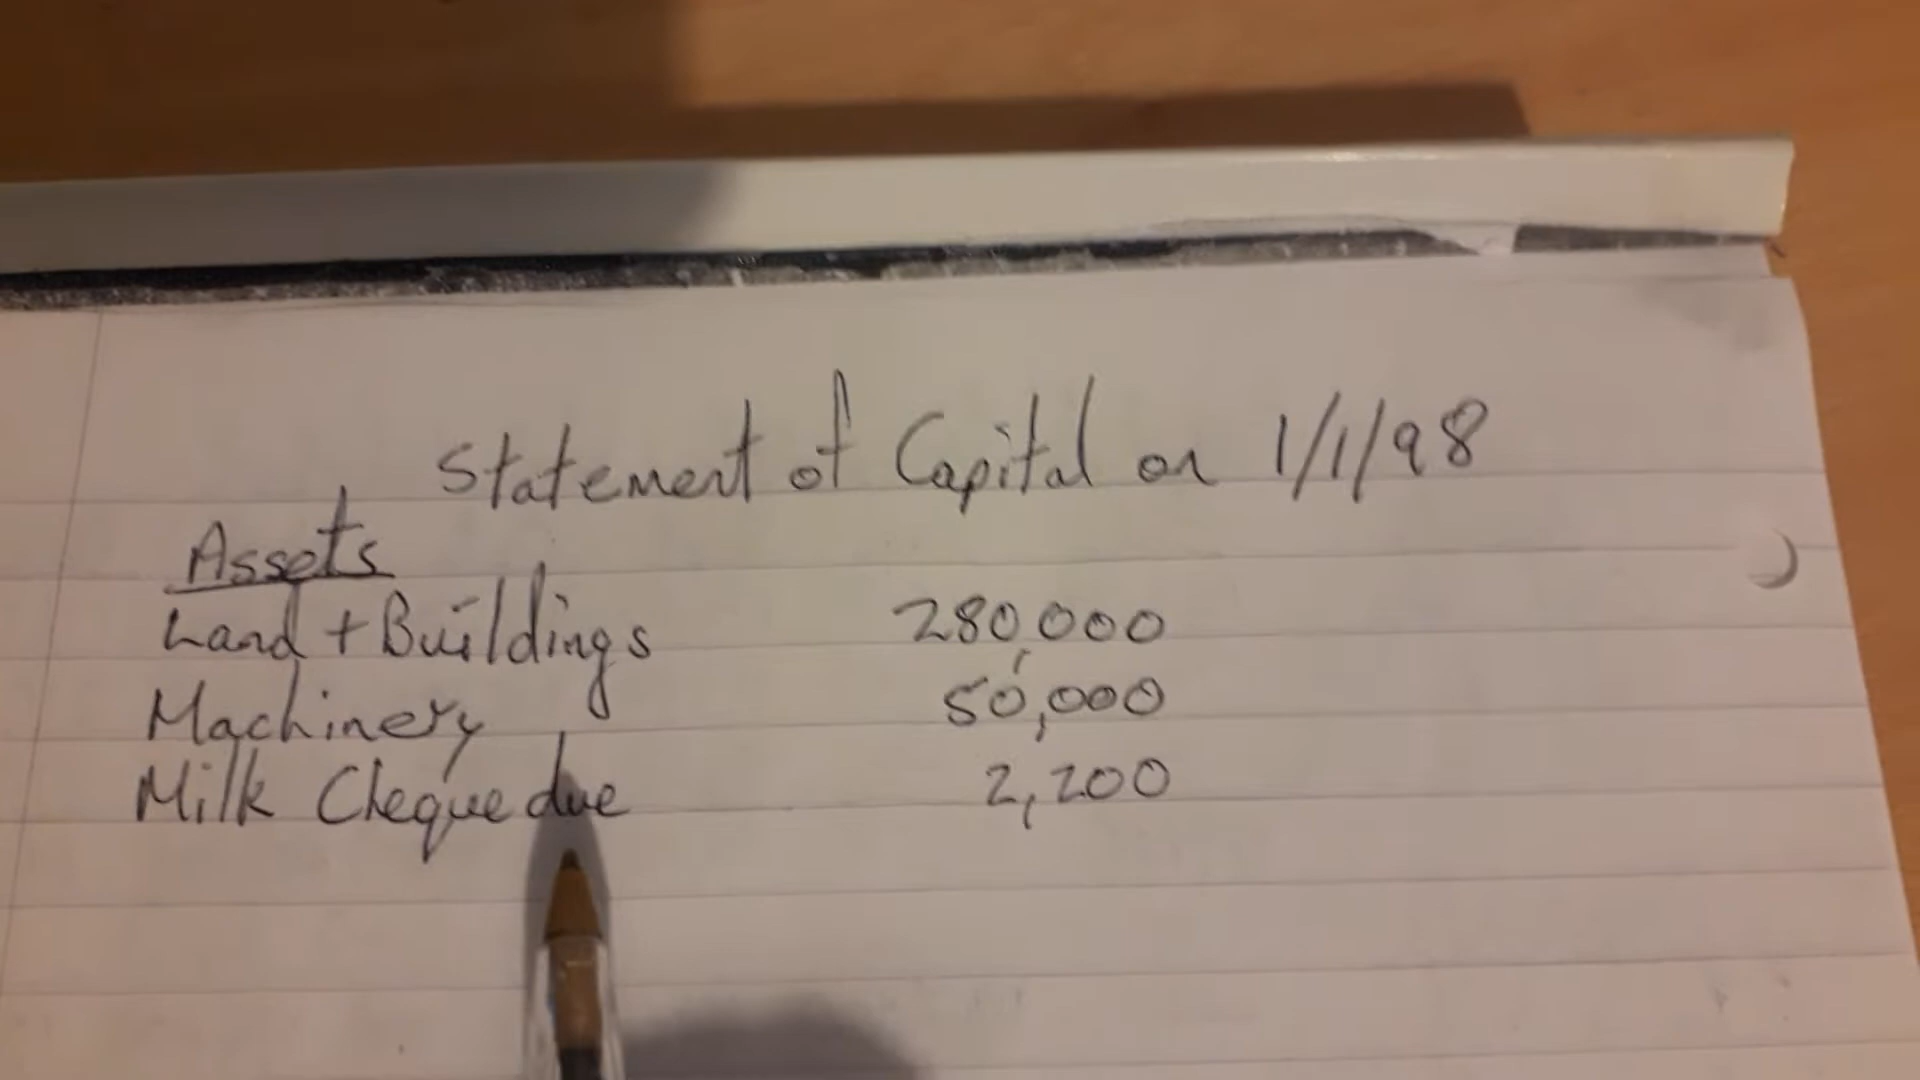 Statement of Capital on 1/1/98
Assets
Land + Buildings 280,000
Machinery 50,000
Milk Cheque due 2,200